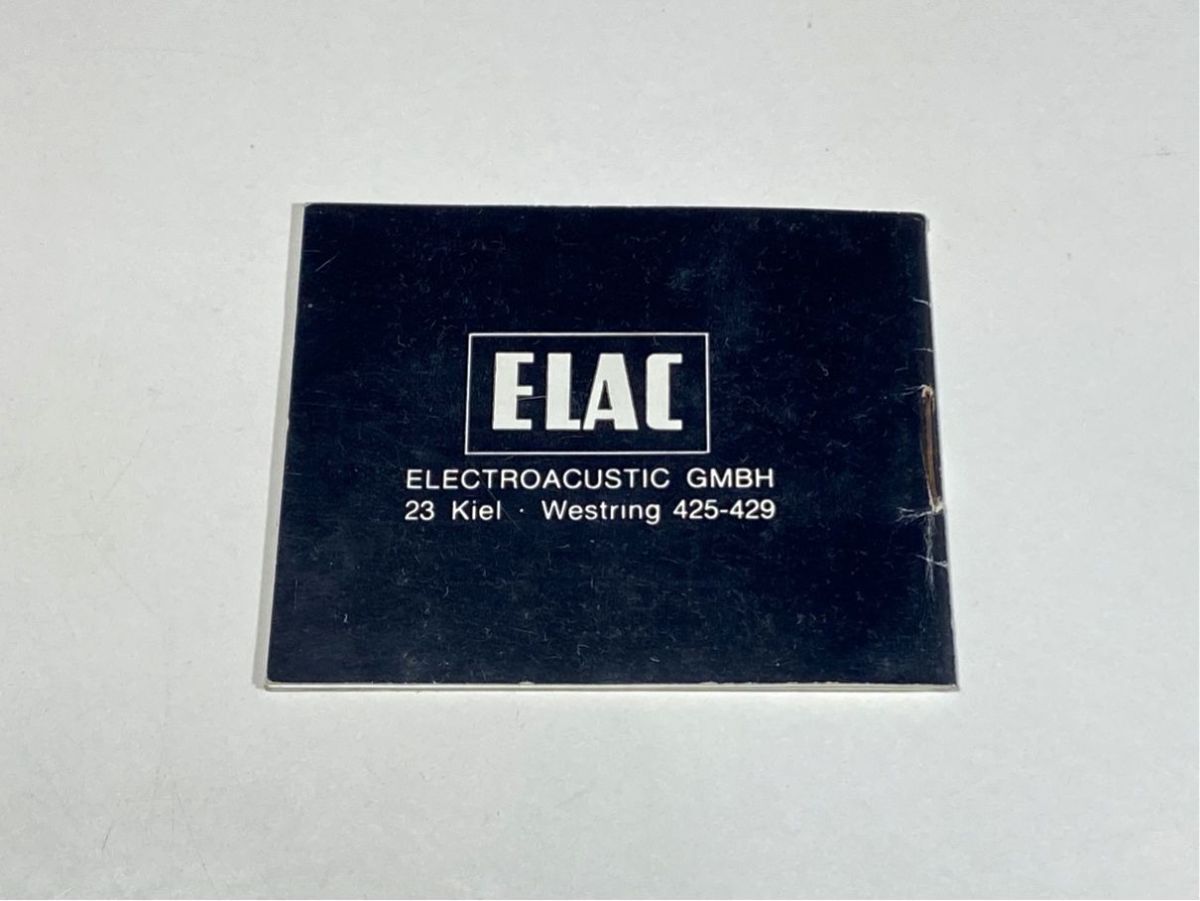 ELAC
ELECTROACUSTIC GMBH
23 Kiel · Westring 425-429